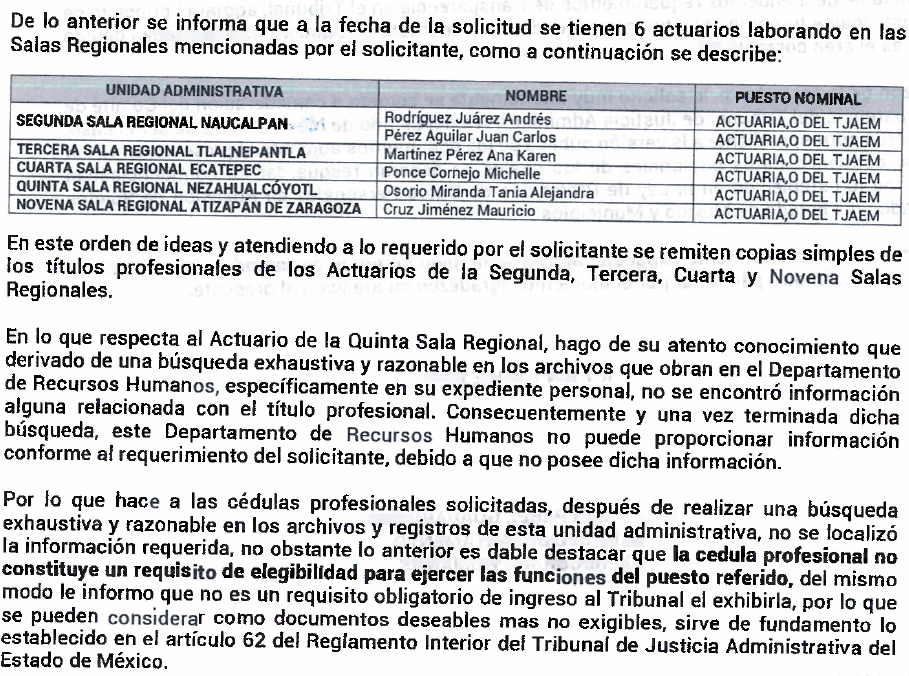 De lo anterior se informa que a la fecha de la solicitud se tienen 6 actuarios laborando en las
Salas Regionales mencionadas por el solicitante, como a continuación se describe:
UNIDAD ADMINISTRATIVA NOMBRE PUESTO NOMINAL
SEGUNDA SALA REGIONAL NAUCALPAN Rodríguez Juárez Andrés ACTUARIA,O DEL TJAEM
Pérez Aguilar Juan Carlos ACTUARIA,O DEL TJAEM
TERCERA SALA REGIONAL TLALNEPANTLA Martínez Pérez Ana Karen ACTUARIA,O DEL TJAEM
CUARTA SALA REGIONAL ECATEPEC Ponce Cornejo Michelle ACTUARIA,O DEL TJAEM
QUINTA SALA REGIONAL NEZAHUALCÓYOTL Osorio Miranda Tania Alejandra ACTUARIA,O DEL TJAEM
NOVENA SALA REGIONAL ATIZAPÁN DE ZARAGOZA Cruz Jiménez Mauricio ACTUARIA,O DEL TJAEM
En este orden de ideas y atendiendo a lo requerido por el solicitante se remiten copias simples de
los títulos profesionales de los Actuarios de la Segunda, Tercera, Cuarta y Novena Salas
Regionales.
En lo que respecta al Actuario de la Quinta Sala Regional, hago de su atento conocimiento que
derivado de una búsqueda exhaustiva y razonable en los archivos que obran en el Departamento
de Recursos Humanos, específicamente en su expediente personal, no se encontró información
alguna relacionada con el título profesional. Consecuentemente y una vez terminada dicha
búsqueda, este Departamento de Recursos Humanos no puede proporcionar información
conforme al requerimiento del solicitante, debido a que no posee dicha información.
Por lo que hace a las cédulas profesionales solicitadas, después de realizar una búsqueda
exhaustiva y razonable en los archivos y registros de esta unidad administrativa, no se localizó
la información requerida, no obstante lo anterior es dable destacar que la cedula profesional no
constituye un requisito de elegibilidad para ejercer las funciones del puesto referido, del mismo
modo le informo que no es un requisito obligatorio de ingreso al Tribunal el exhibirla, por lo que
se pueden considerar como documentos deseables mas no exigibles, sirve de fundamento lo
establecido en el artículo 62 del Reglamento Interior del Tribunal de Justicia Administrativa del
Estado de México.